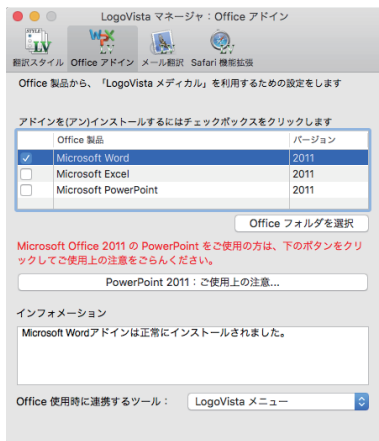 LogoVista マネージャ：Office アドイン
翻訳スタイル Office アドイン メール翻訳 Safari 機能拡張
Office 製品から、「LogoVista メディカル」を利用するための設定をします
アドインを(アン)インストールするにはチェックボックスをクリックします
Office 製品 バージョン
Microsoft Word 2011
Microsoft Excel 2011
Microsoft PowerPoint 2011
Office フォルダを選択
Microsoft Office 2011 の PowerPoint をご使用の方は、下のボタンをクリ
ックしてご使用上の注意をごらんください。
PowerPoint 2011：ご使用上の注意...
インフォメーション
Microsoft Wordアドインは正常にインストールされました。
Office 使用時に連携するツール： LogoVista メニュー